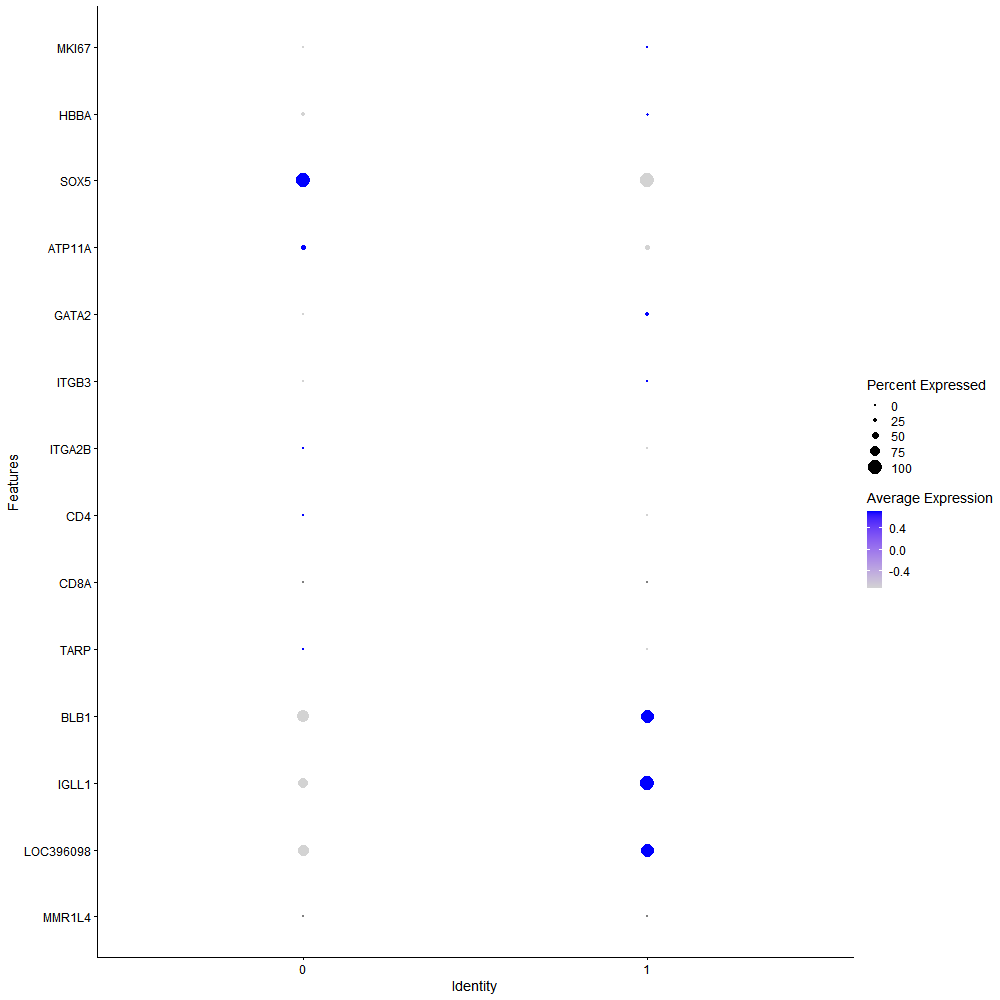 MKI67
HBBA
SOX5
ATP11A
GATA2
ITGB3
ITGA2B
CD4
CD8A
TARP
BLB1
IGLL1
LOC396098
MMR1L4
Features
0
1
Identity
Percent Expressed
0
25
50
75
100
Average Expression
0.4
0.0
-0.4